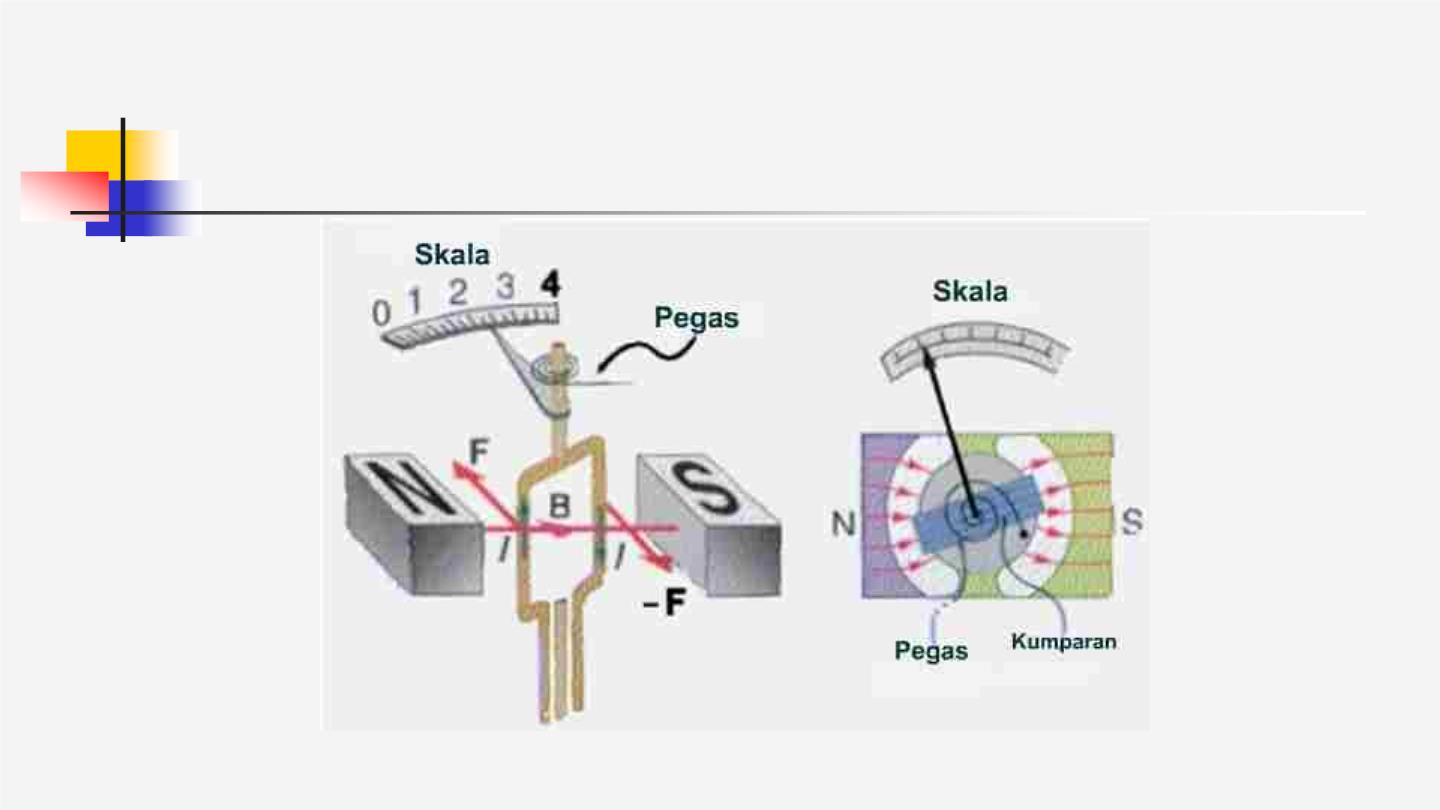 Skala
0 1 2 3 4
Pegas
N
S
F
B
I
I
–F
Skala
N
S
Pegas
Kumparan